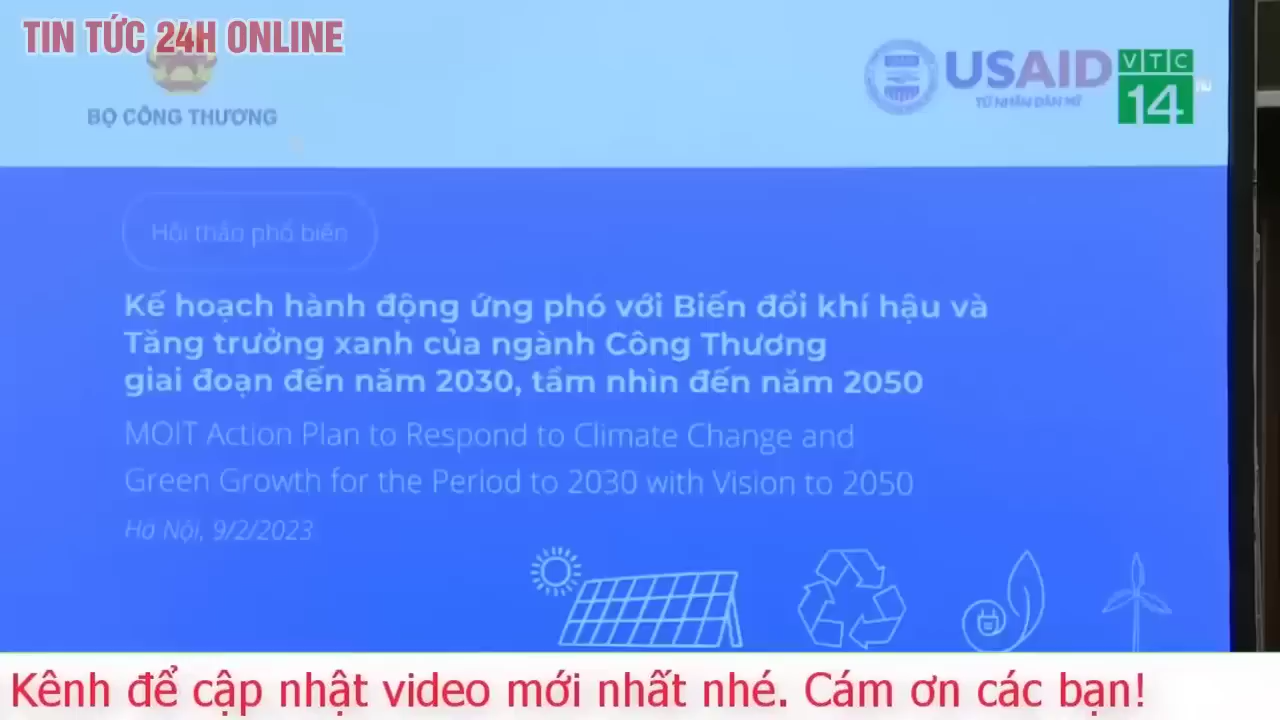 TIN TỨC 24H ONLINE
BỘ CÔNG THƯƠNG
USAID
TỪ NHÂN DÂN MỸ
VTC
14
Hội thảo phổ biến
Kế hoạch hành động ứng phó với Biến đổi khí hậu và
Tăng trưởng xanh của ngành Công Thương
giai đoạn đến năm 2030, tầm nhìn đến năm 2050
MOIT Action Plan to Respond to Climate Change and
Green Growth for the Period to 2030 with Vision to 2050
Hà Nội, 9/2/2023
Kênh để cập nhật video mới nhất nhé. Cám ơn các bạn!